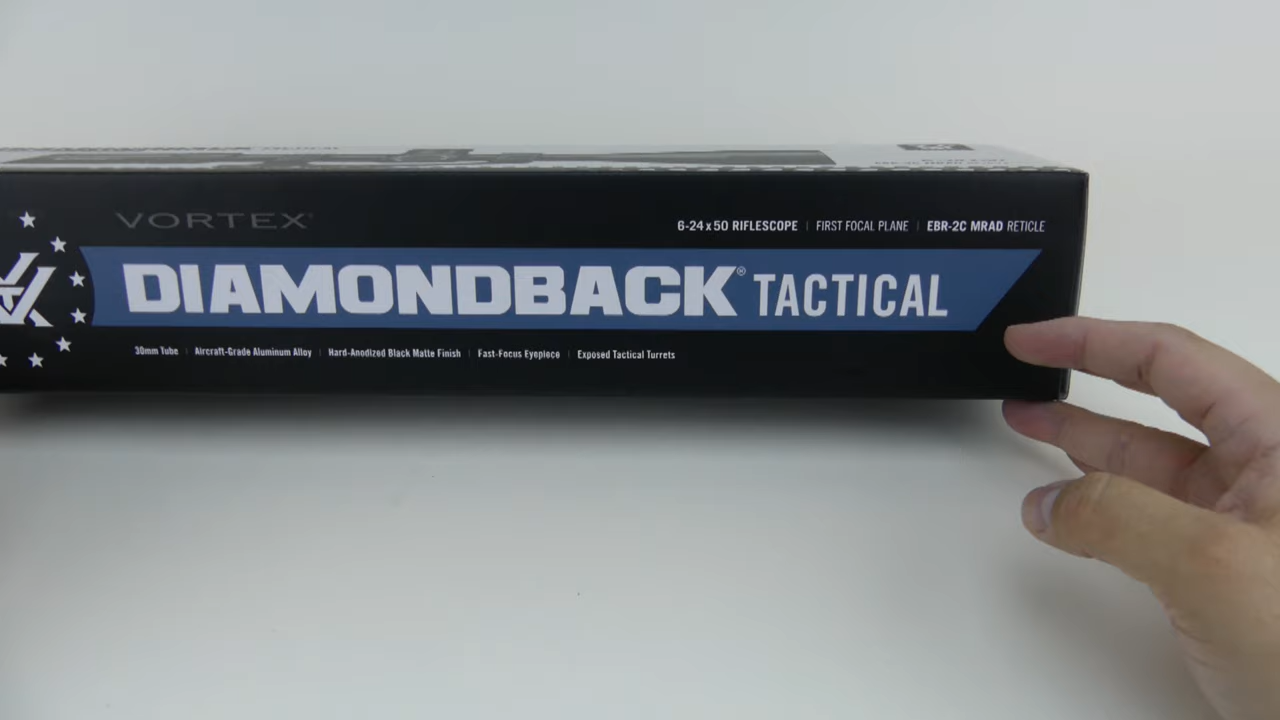 VORTEX
6-24x50 RIFLESCOPE | FIRST FOCAL PLANE | EBR-2C MRAD RETICLE
DIAMONDBACK® TACTICAL
30mm Tube | Aircraft-Grade Aluminum Alloy | Hard-Anodized Black Matte Finish | Fast-Focus Eyepiece | Exposed Tactical Turrets